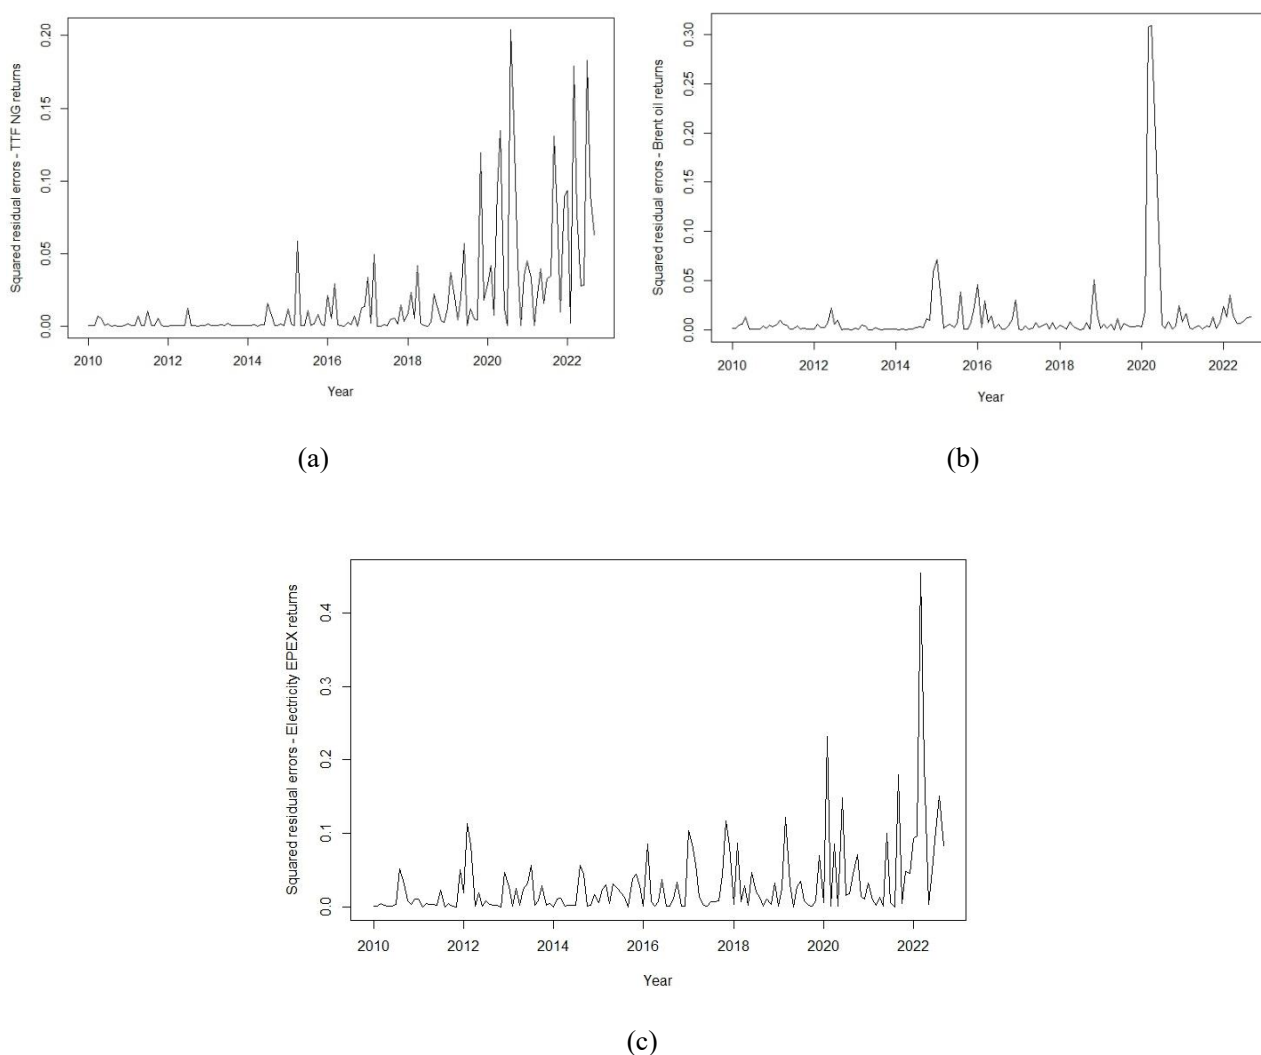 Squared residual errors - TTF NG returns
0.20
0.15
0.10
0.05
0.00
2010 2012 2014 2016 2018 2020 2022
Year
(a)
Squared residual errors - Brent oil returns
0.30
0.25
0.20
0.15
0.10
0.05
0.00
2010 2012 2014 2016 2018 2020 2022
Year
(b)
Squared residual errors - Electricity EPEX returns
0.4
0.3
0.2
0.1
0.0
2010 2012 2014 2016 2018 2020 2022
Year
(c)